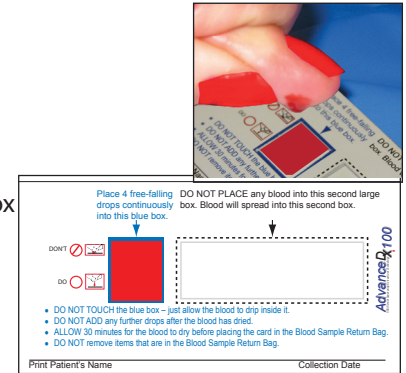 Place 4 free-falling
drops continuously
into this blue box.
DO NOT PLACE any blood into this second large
box. Blood will spread into this second box.
ox
DON'T
DO
AdvanceDx100
• DO NOT TOUCH the blue box – just allow the blood to drip inside it.
• DO NOT ADD any further drops after the blood has dried.
• ALLOW 30 minutes for the blood to dry before placing the card in the Blood Sample Return Bag.
• DO NOT remove items that are in the Blood Sample Return Bag.
Print Patient's Name
Collection Date